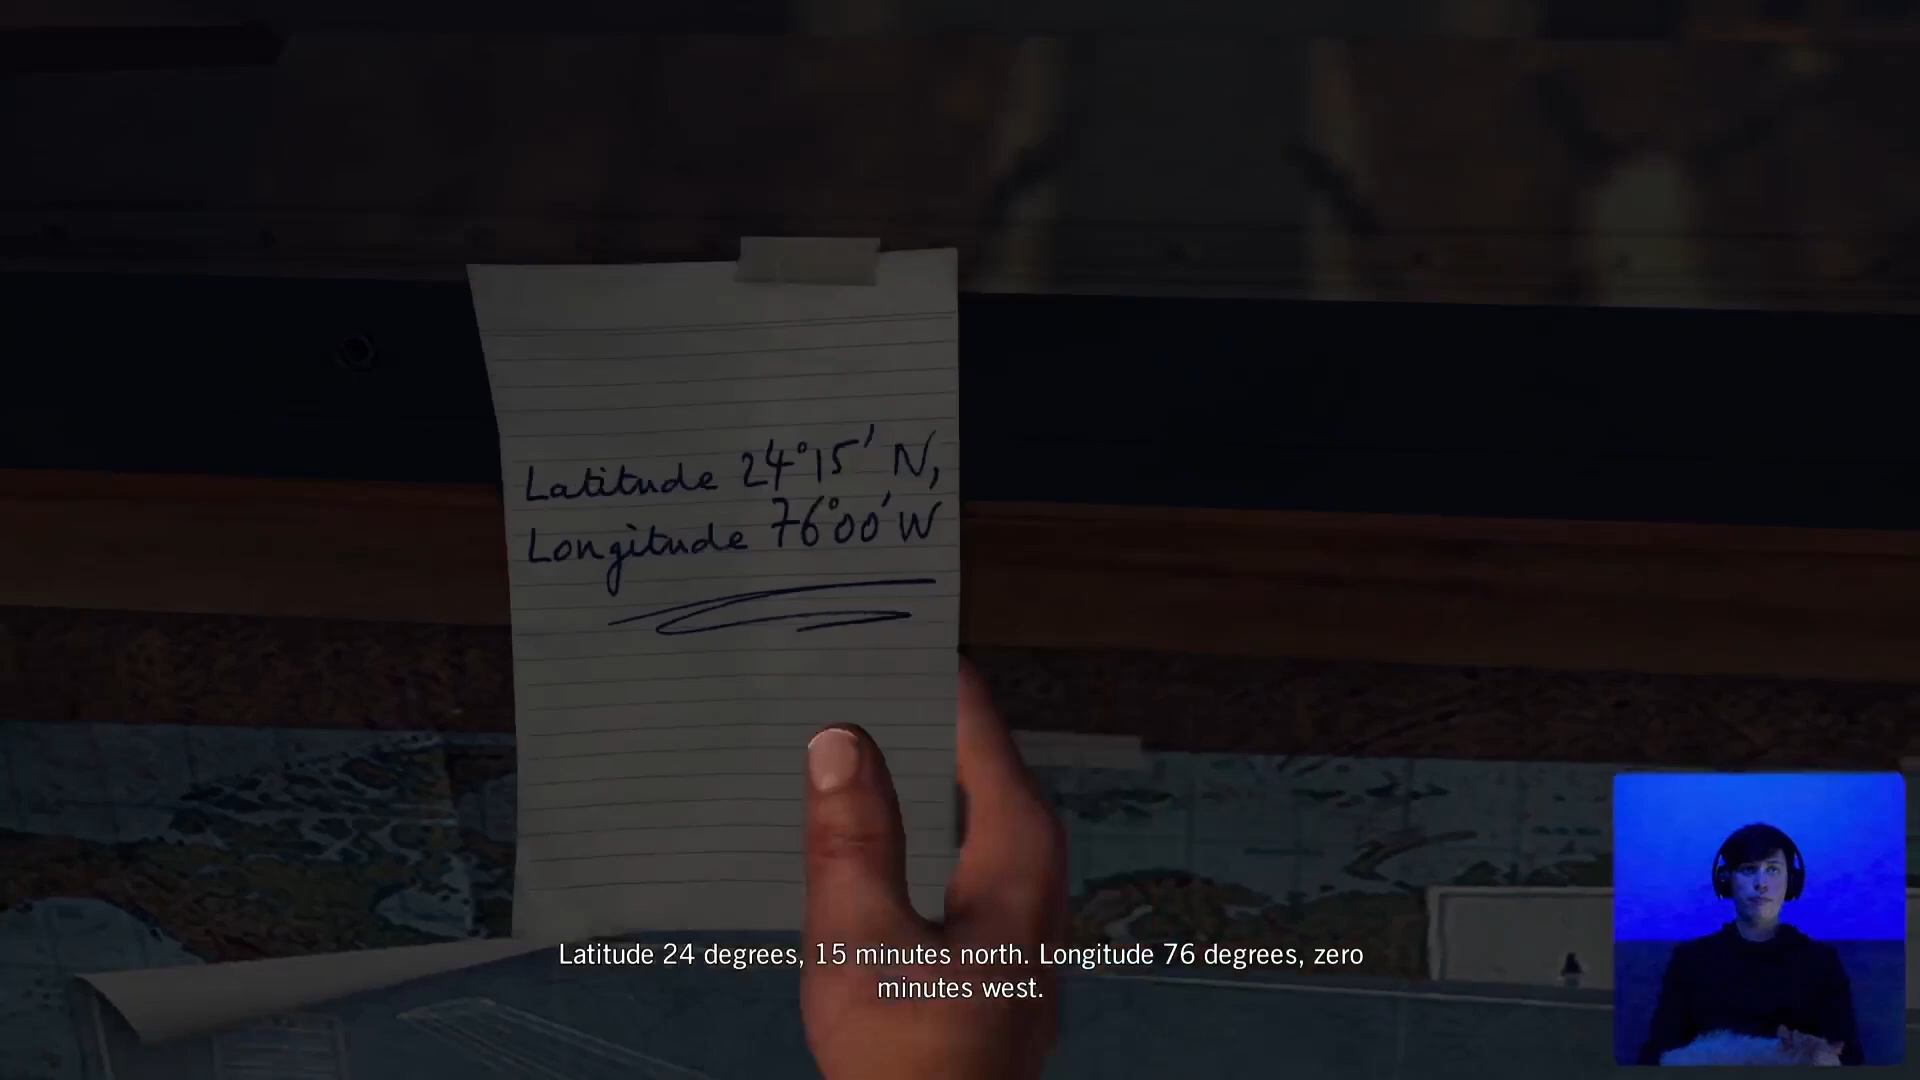 Latitude 24°15' N,
Longitude 76°00' W
Latitude 24 degrees, 15 minutes north. Longitude 76 degrees, zero
minutes west.